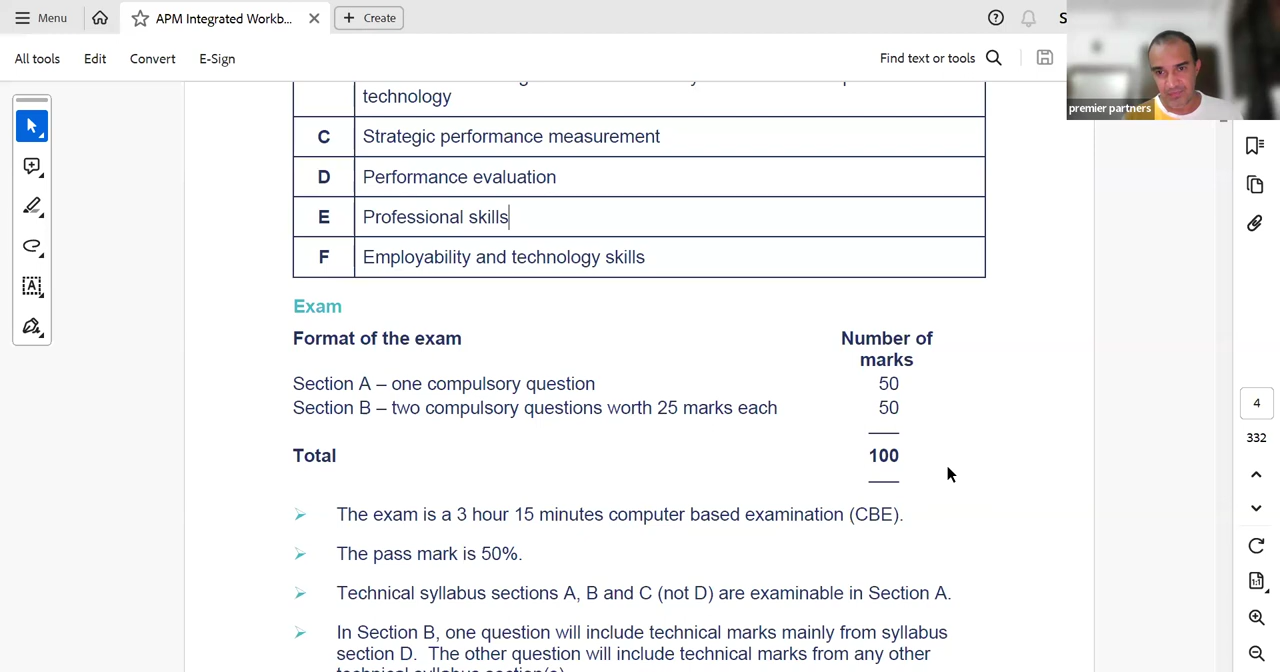 Menu
APM Integrated Workb...
Create
S
All tools
Edit
Convert
E-Sign
Find text or tools
premier partners
technology
C Strategic performance measurement
D Performance evaluation
E Professional skills
F Employability and technology skills
Exam
Format of the exam Number of
marks
Section A – one compulsory question 50
Section B – two compulsory questions worth 25 marks each 50
Total 100
The exam is a 3 hour 15 minutes computer based examination (CBE).
The pass mark is 50%.
Technical syllabus sections A, B and C (not D) are examinable in Section A.
In Section B, one question will include technical marks mainly from syllabus
section D. The other question will include technical marks from any other
technical syllabus section(s)
4
332